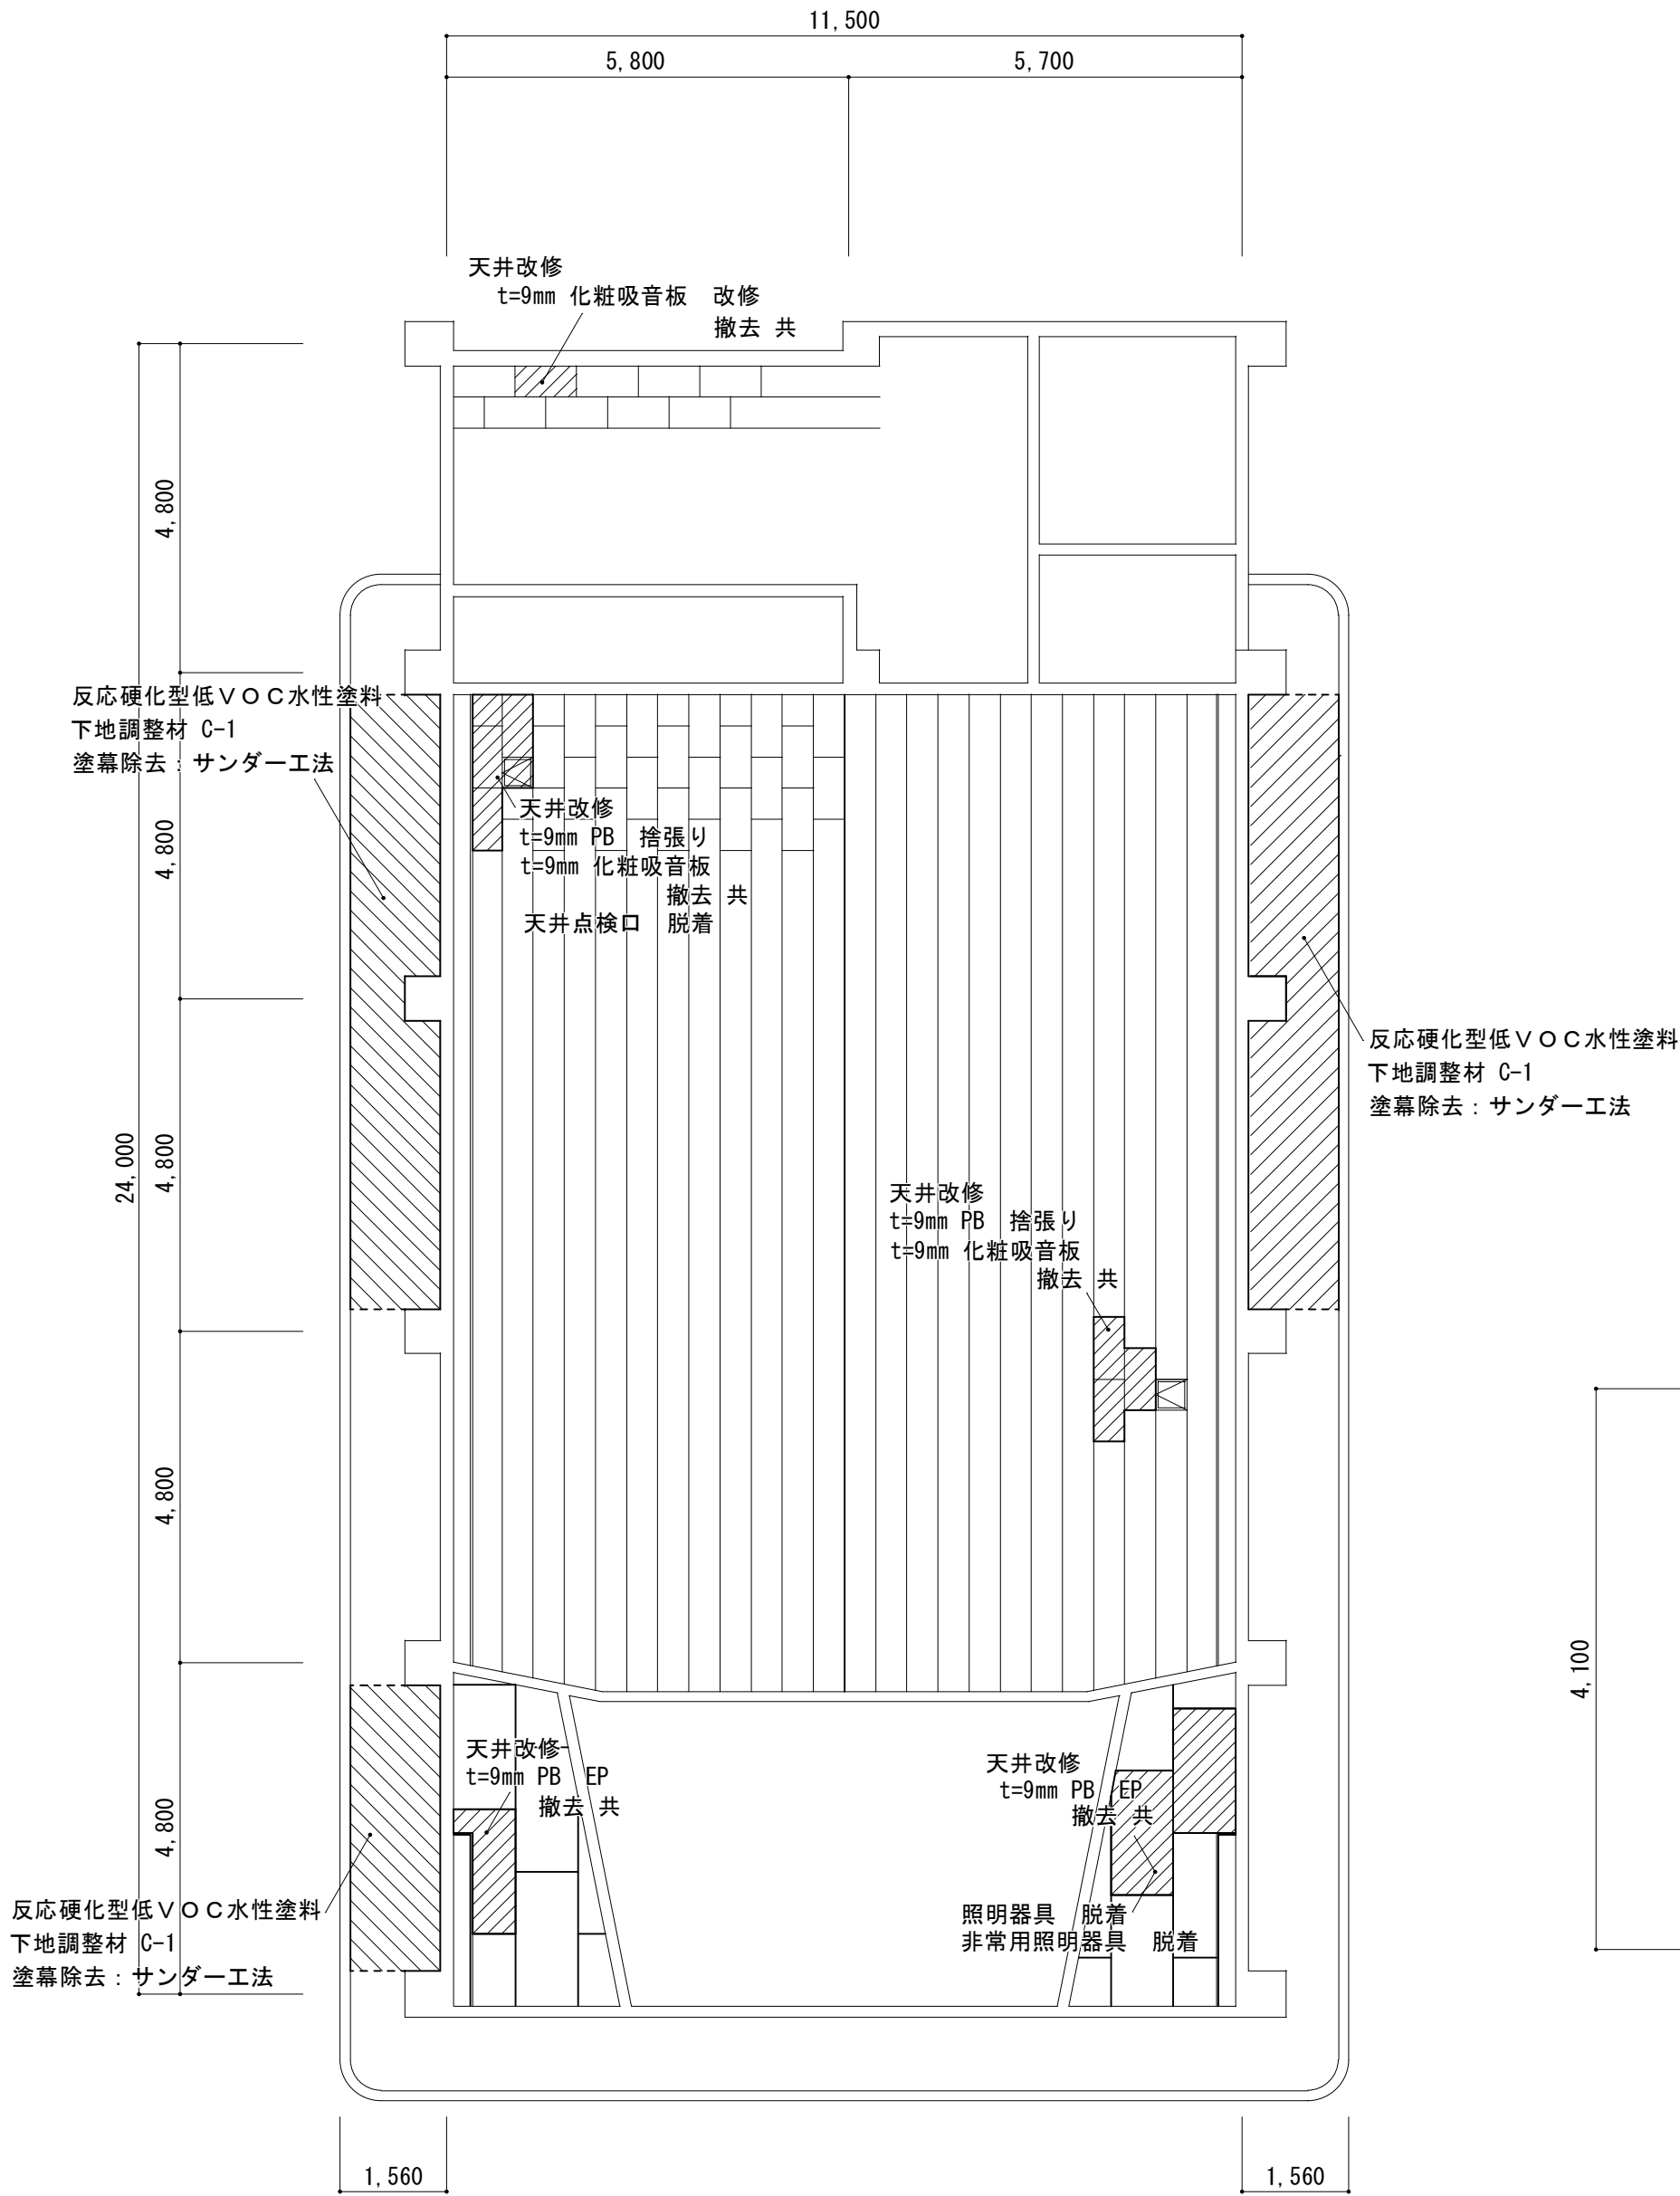 11,500
5,800
5,700
天井改修
t=9mm 化粧吸音板　改修
撤去 共
4,800
反応硬化型低ＶＯＣ水性塗料
下地調整材 C-1
塗幕除去：サンダー工法
天井改修
t=9mm PB　捨張り
t=9mm 化粧吸音板
撤去 共
天井点検口　脱着
4,800
反応硬化型低ＶＯＣ水性塗料
下地調整材 C-1
塗幕除去：サンダー工法
24,000
4,800
天井改修
t=9mm PB　捨張り
t=9mm 化粧吸音板
撤去 共
4,800
4,100
天井改修
t=9mm PB　EP
撤去 共
天井改修
t=9mm PB　EP
撤去 共
4,800
照明器具　脱着
非常用照明器具　脱着
反応硬化型低ＶＯＣ水性塗料
下地調整材 C-1
塗幕除去：サンダー工法
1,560
1,560